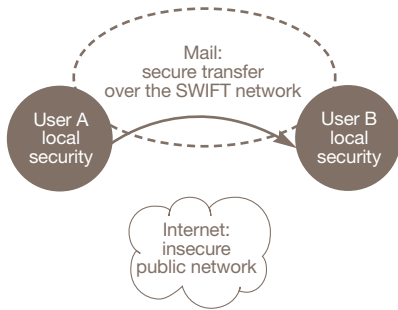 Mail:
secure transfer
over the SWIFT network
User A
local
security
User B
local
security
Internet:
insecure
public network